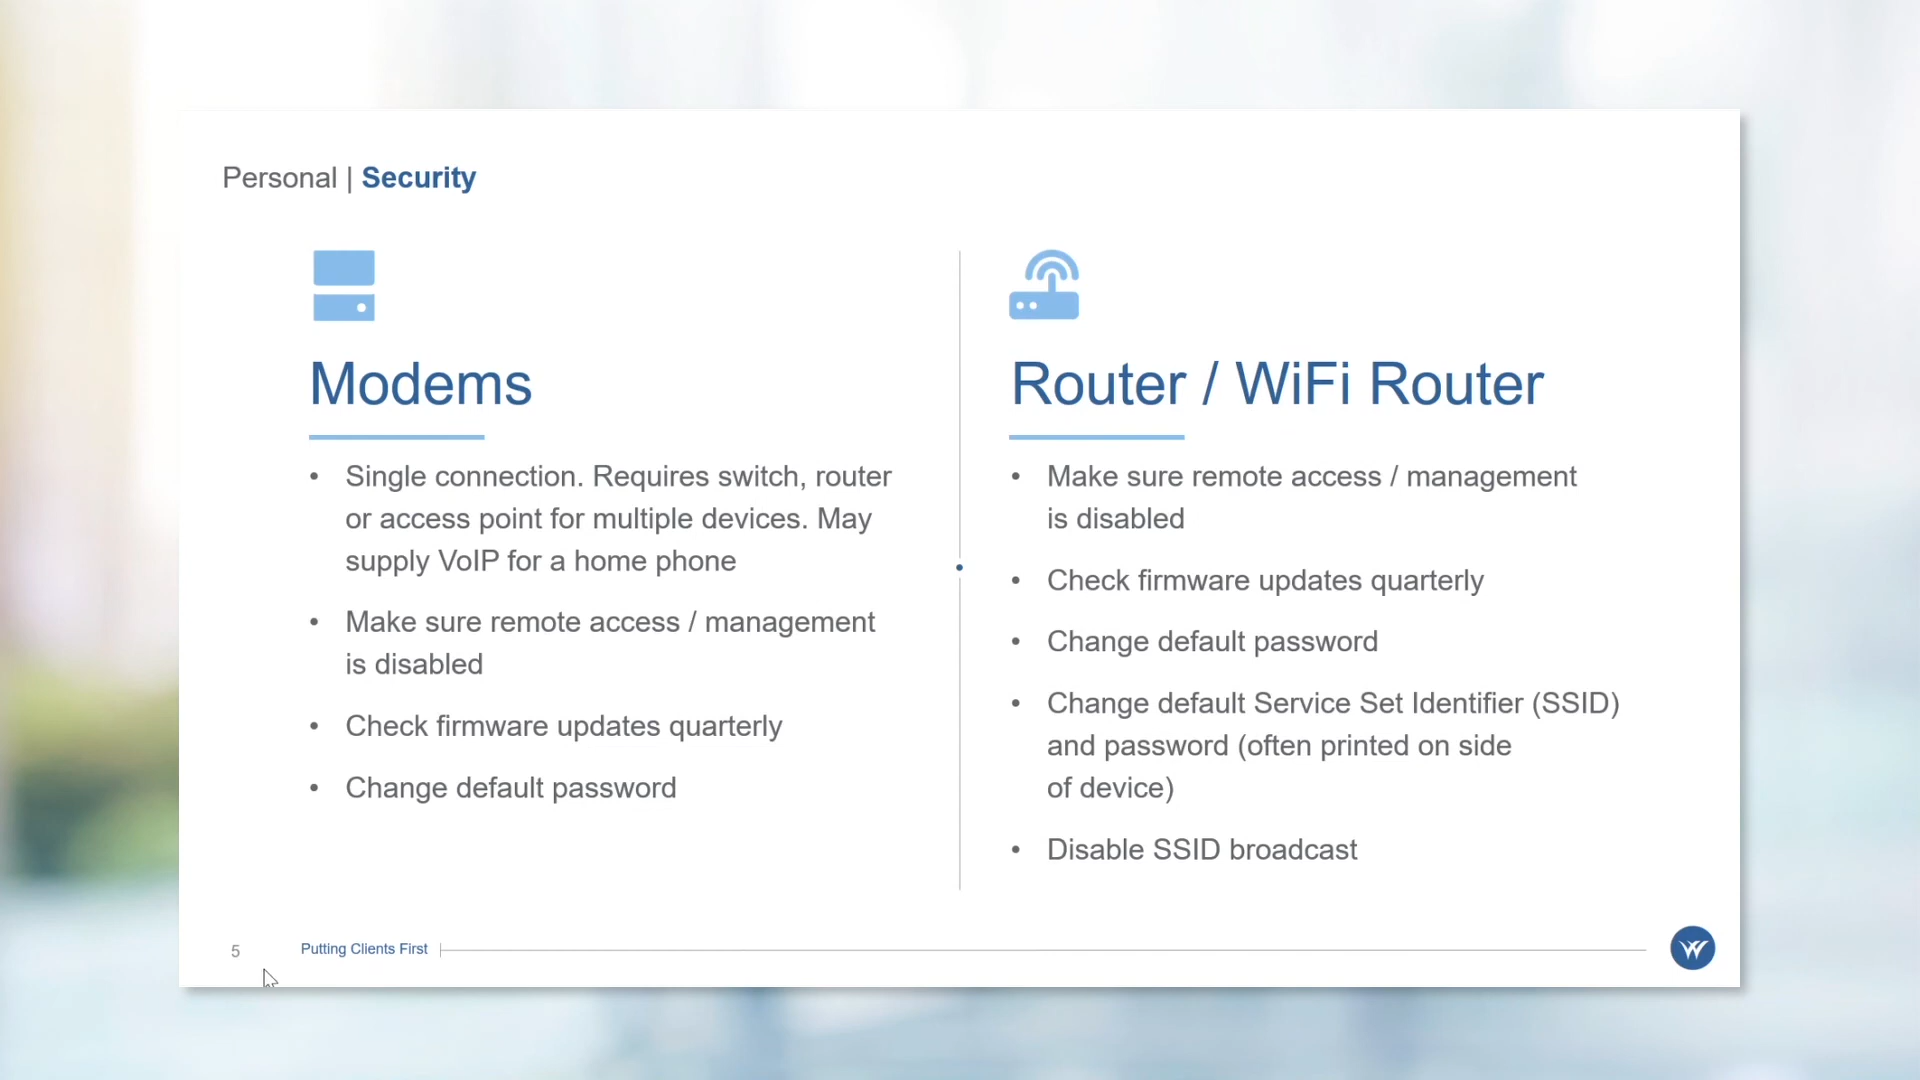 Personal | Security
Modems
• Single connection. Requires switch, router
or access point for multiple devices. May
supply VoIP for a home phone
• Make sure remote access / management
is disabled
• Check firmware updates quarterly
• Change default password
Router / WiFi Router
• Make sure remote access / management
is disabled
• Check firmware updates quarterly
• Change default password
• Change default Service Set Identifier (SSID)
and password (often printed on side
of device)
• Disable SSID broadcast
5
Putting Clients First
W